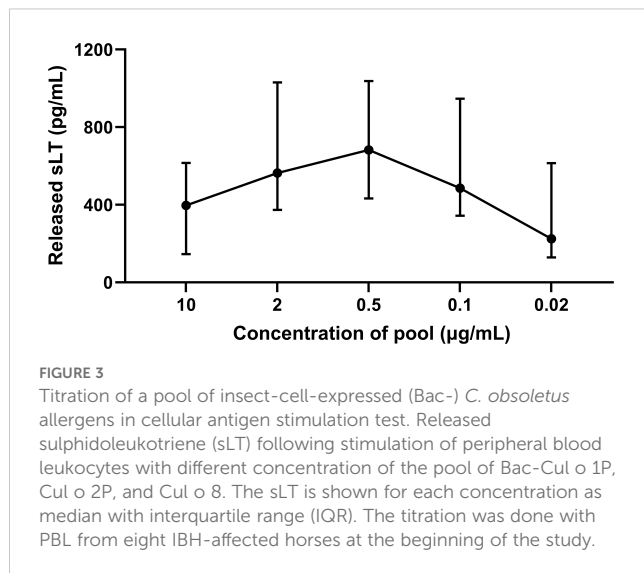 1200
800
400
0
Released sLT (pg/mL)
10 2 0.5 0.1 0.02
Concentration of pool (µg/mL)
FIGURE 3
Titration of a pool of insect-cell-expressed (Bac-) C. obsoletus
allergens in cellular antigen stimulation test. Released
sulphidoleukotriene (sLT) following stimulation of peripheral blood
leukocytes with different concentration of the pool of Bac-Cul o 1P,
Cul o 2P, and Cul o 8. The sLT is shown for each concentration as
median with interquartile range (IQR). The titration was done with
PBL from eight IBH-affected horses at the beginning of the study.